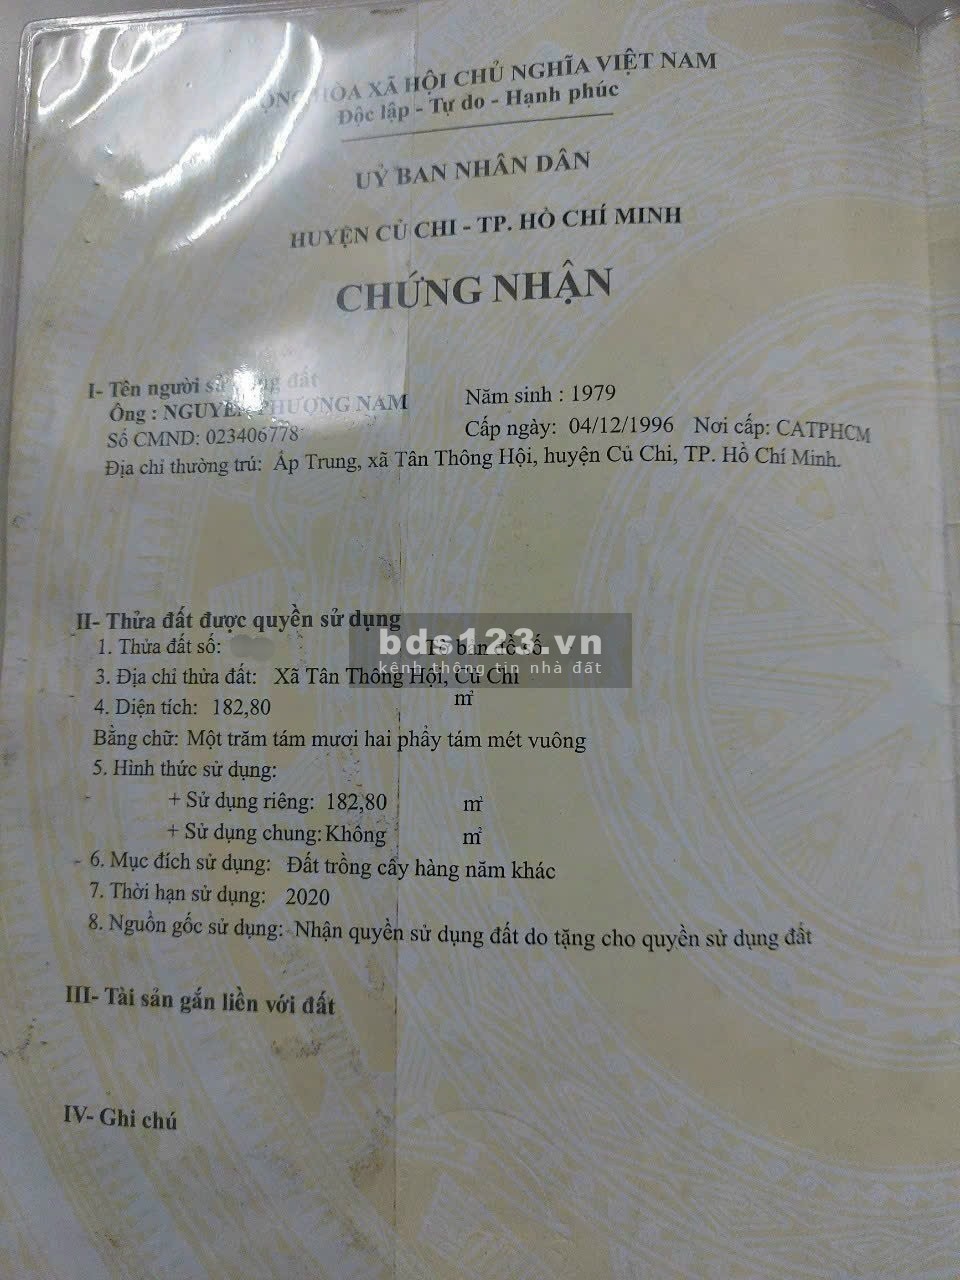 HÒA XÃ HỘI CHỦ NGHĨA VIỆT NAM
Độc lập - Tự do - Hạnh phúc
UỶ BAN NHÂN DÂN
HUYỆN CỦ CHI - TP. HỒ CHÍ MINH
CHỨNG NHẬN
I- Tên người sử dụng đất
Ông : NGUYỄN PHƯỢNG NAM Năm sinh : 1979
Số CMND: 023406778 Cấp ngày: 04/12/1996 Nơi cấp: CATPHCM
Địa chỉ thường trú: Ấp Trung, xã Tân Thông Hội, huyện Củ Chi, TP. Hồ Chí Minh.
II- Thửa đất được quyền sử dụng
1. Thửa đất số: Tờ bản đồ số
bds123.vn
kênh thông tin nhà đất
3. Địa chỉ thửa đất: Xã Tân Thông Hội, Củ Chi
4. Diện tích: 182,80 m²
Bằng chữ: Một trăm tám mươi hai phẩy tám mét vuông
5. Hình thức sử dụng:
+ Sử dụng riêng: 182,80 m²
+ Sử dụng chung: Không m²
6. Mục đích sử dụng: Đất trồng cây hàng năm khác
7. Thời hạn sử dụng: 2020
8. Nguồn gốc sử dụng: Nhận quyền sử dụng đất do tặng cho quyền sử dụng đất
III- Tài sản gắn liền với đất
IV- Ghi chú